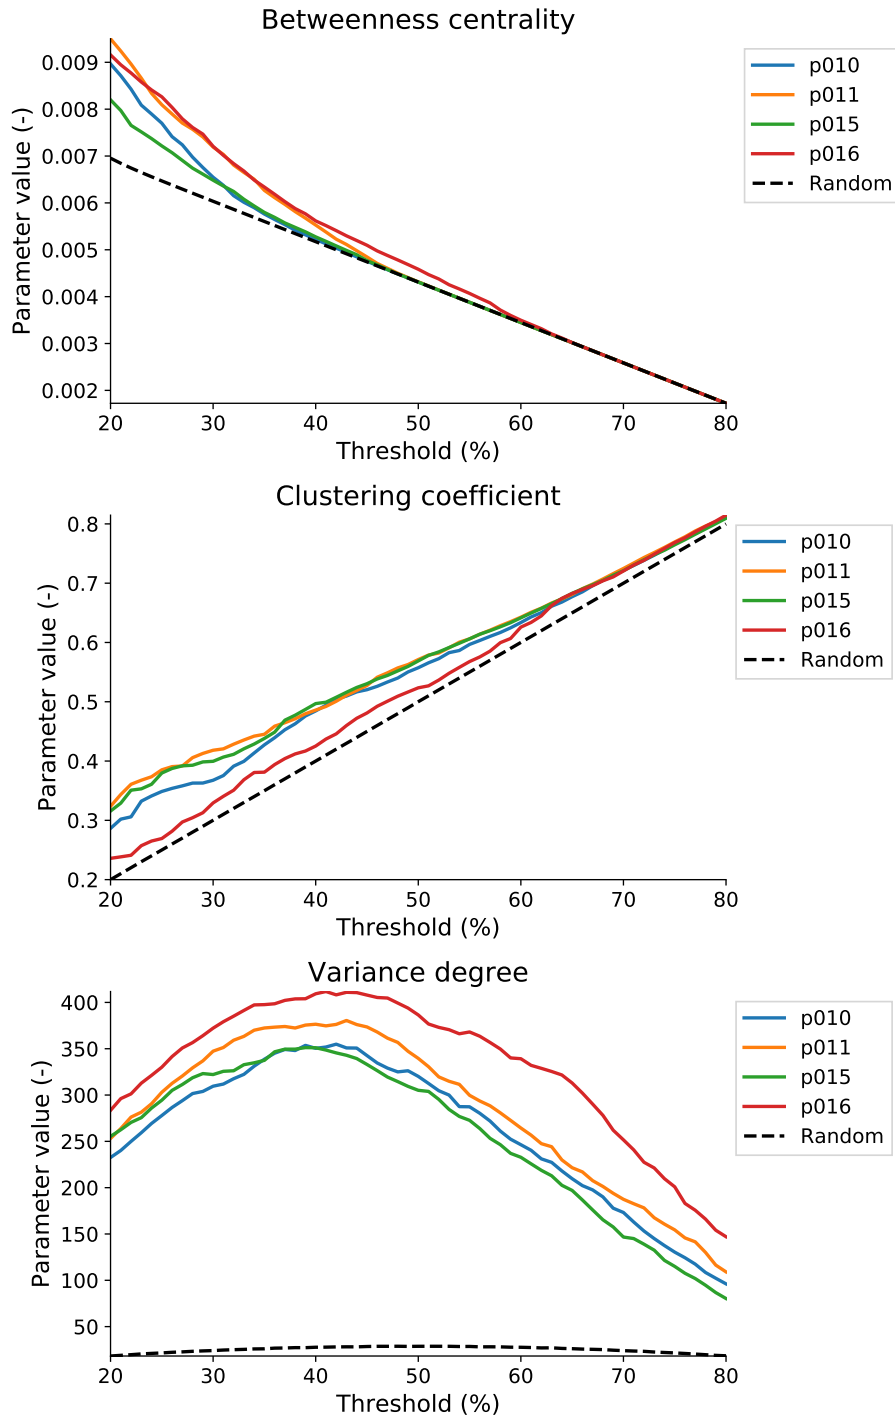 Betweenness centrality
Parameter value (-)
0.009
0.008
0.007
0.006
0.005
0.004
0.003
0.002
20 30 40 50 60 70 80
Threshold (%)
p010
p011
p015
p016
Random
Clustering coefficient
Parameter value (-)
0.8
0.7
0.6
0.5
0.4
0.3
0.2
20 30 40 50 60 70 80
Threshold (%)
p010
p011
p015
p016
Random
Variance degree
Parameter value (-)
400
350
300
250
200
150
100
50
20 30 40 50 60 70 80
Threshold (%)
p010
p011
p015
p016
Random